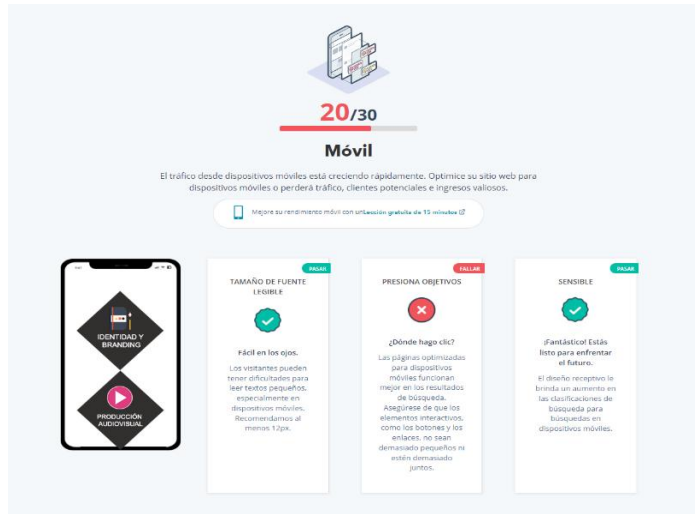 20/30
Móvil
El tráfico desde dispositivos móviles está creciendo rápidamente. Optimice su sitio web para
dispositivos móviles o perderá tráfico, clientes potenciales e ingresos valiosos.
Mejore su rendimiento móvil con unLección gratuita de 15 minutos
IDENTIDAD Y
BRANDING
PRODUCCIÓN
AUDIOVISUAL
PASAR
TAMAÑO DE FUENTE
LEGIBLE
Fácil en los ojos.
Los visitantes pueden
tener dificultades para
leer textos pequeños,
especialmente en
dispositivos móviles.
Recomendamos al
menos 12px.
FALLAR
PRESIONA OBJETIVOS
¿Dónde hago clic?
Las páginas optimizadas
para dispositivos
móviles funcionan
mejor en los resultados
de búsqueda.
Asegúrese de que los
elementos interactivos,
como los botones y los
enlaces, no sean
demasiado pequeños ni
estén demasiado
juntos.
PASAR
SENSIBLE
¡Fantástico! Estás
listo para enfrentar
el futuro.
El diseño receptivo le
brinda un aumento en
las clasificaciones de
búsqueda para
búsquedas en
dispositivos móviles.